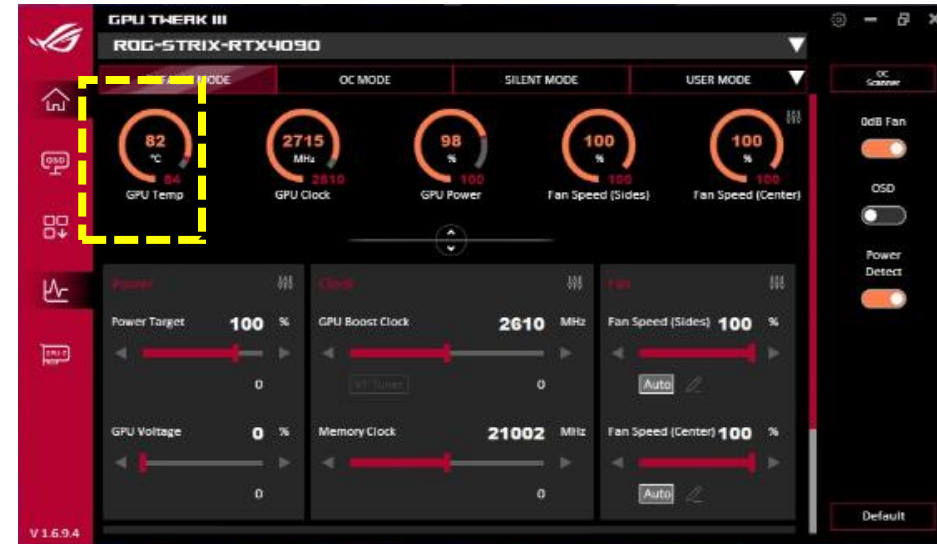 GPU TWEAK III
ROG-STRIX-RTX4090
MODE
OC MODE
SILENT MODE
USER MODE
OC Scanner
82 °C 84
GPU Temp
2715 MHz 2810
GPU Clock
98 % 100
GPU Power
100 % 100
Fan Speed (Sides)
100 % 100
Fan Speed (Center)
0dB Fan
OSD
OSD
Power Detect
Power
Clock
Fan
Power Target 100 %
0
GPU Boost Clock 2610 MHz
VF Tuner
0
Fan Speed (Sides) 100 %
Auto
GPU Voltage 0 %
0
Memory Clock 21002 MHz
0
Fan Speed (Center) 100 %
Auto
Default
V 1.6.9.4